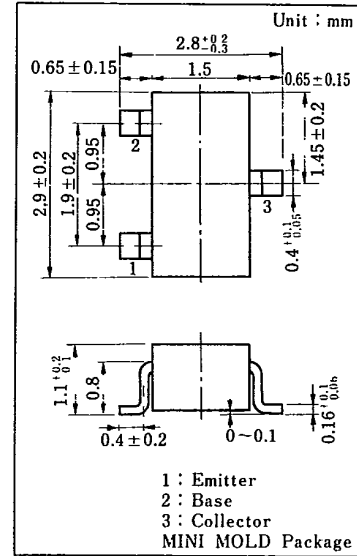 Unit : mm
2.8 +0.2 −0.3
0.65±0.15 1.5 0.65±0.15
2.9±0.2
1.9±0.2
0.95
0.95
2
1
3
1.45±0.2
0.4 +0.1 −0.05
1.1 +0.2 −0.1
0.8
0.4±0.2
0~0.1
0.16 +0.1 −0.06
1 : Emitter
2 : Base
3 : Collector
MINI MOLD Package